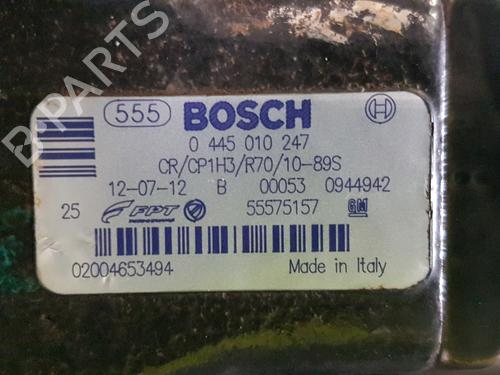 B-PARTS
555 BOSCH
0 445 010 247
CR/CP1H3/R70/10-89S
12-07-12 B 00053 0944942
25 FPT 55575157 GM
02004653494 Made in Italy